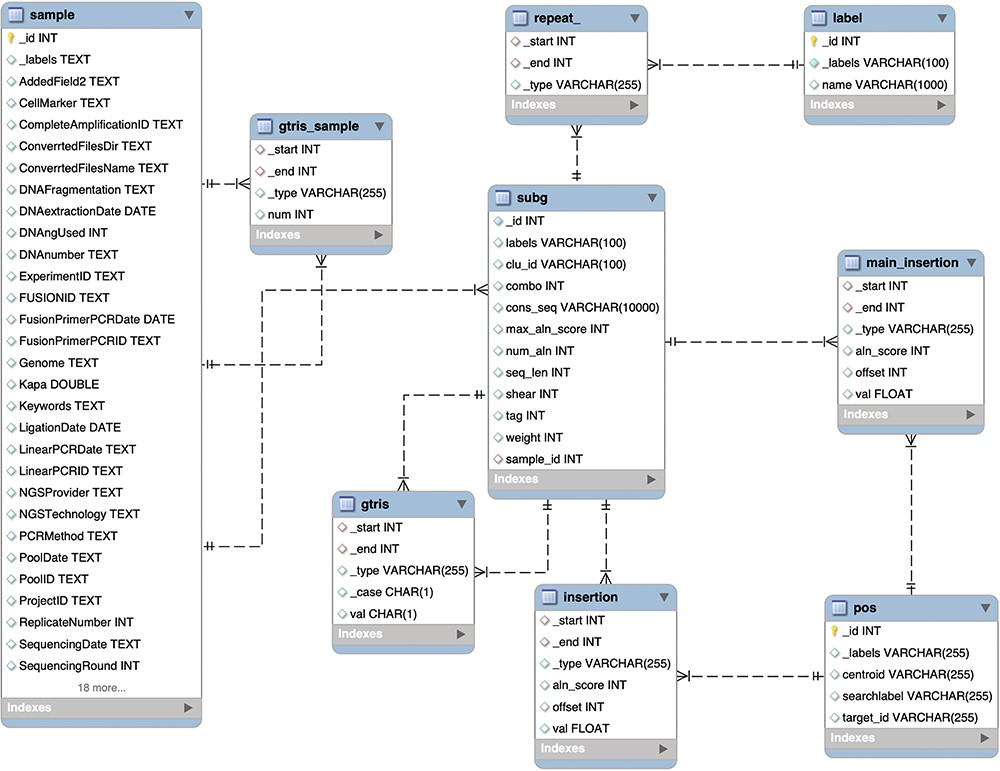 sample
_id INT
_labels TEXT
AddedField2 TEXT
CellMarker TEXT
CompleteAmplificationID TEXT
ConverrtedFilesDir TEXT
ConverrtedFilesName TEXT
DNAFragmentation TEXT
DNAextractionDate DATE
DNAngUsed INT
DNAnumber TEXT
ExperimentID TEXT
FUSIONID TEXT
FusionPrimerPCRDate DATE
FusionPrimerPCRID TEXT
Genome TEXT
Kapa DOUBLE
Keywords TEXT
LigationDate DATE
LinearPCRDate TEXT
LinearPCRID TEXT
NGSProvider TEXT
NGSTechnology TEXT
PCRMethod TEXT
PoolDate TEXT
PoolID TEXT
ProjectID TEXT
ReplicateNumber INT
SequencingDate TEXT
SequencingRound INT
18 more...
Indexes
gtris_sample
_start INT
_end INT
_type VARCHAR(255)
num INT
Indexes
repeat_
_start INT
_end INT
_type VARCHAR(255)
Indexes
label
_id INT
_labels VARCHAR(100)
name VARCHAR(1000)
Indexes
subg
_id INT
labels VARCHAR(100)
clu_id VARCHAR(100)
combo INT
cons_seq VARCHAR(10000)
max_aln_score INT
num_aln INT
seq_len INT
shear INT
tag INT
weight INT
sample_id INT
Indexes
main_insertion
_start INT
_end INT
_type VARCHAR(255)
aln_score INT
offset INT
val FLOAT
Indexes
gtris
_start INT
_end INT
_type VARCHAR(255)
_case CHAR(1)
val CHAR(1)
Indexes
insertion
_start INT
_end INT
_type VARCHAR(255)
aln_score INT
offset INT
val FLOAT
Indexes
pos
_id INT
_labels VARCHAR(255)
centroid VARCHAR(255)
searchlabel VARCHAR(255)
target_id VARCHAR(255)
Indexes